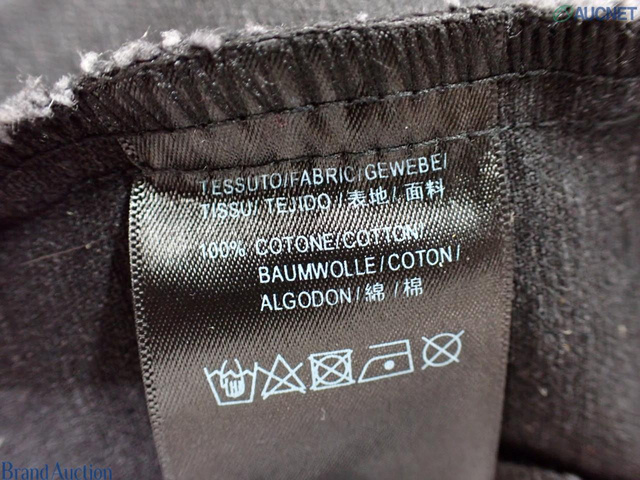 AUCNET
TESSUTO/FABRIC/GEWEBE/
TISSU/TEJIDO/表地/面料
100% COTONE/COTTON/
BAUMWOLLE/COTON/
ALGODON/綿/棉
Brand Auction